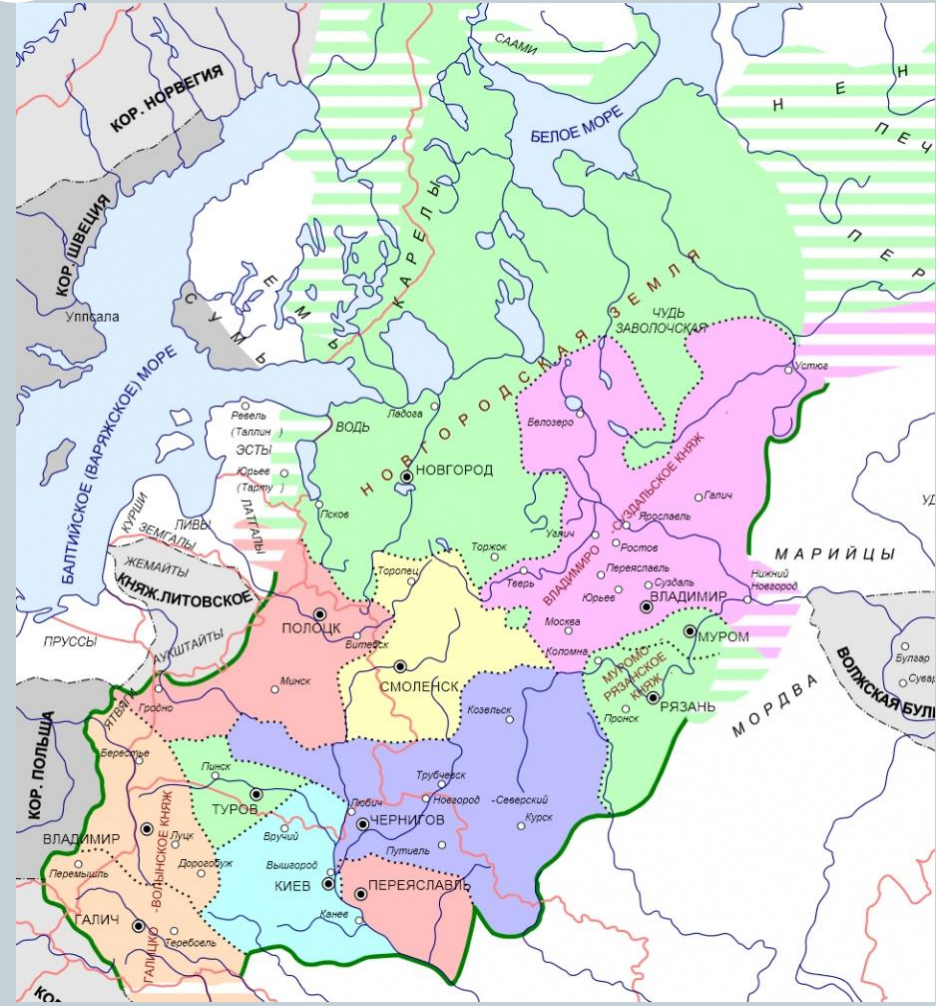 СААМИ
Н Е Н
П Е Ч
П Е Р
КОР. НОРВЕГИЯ
БЕЛОЕ МОРЕ
КОР. ШВЕЦИЯ
Уппсала
КАРЕЛЫ
ЕМЬ
СУМЬ
НОВГОРОДСКАЯ ЗЕМЛЯ
ЧУДЬ
ЗАВОЛОЧСКАЯ
Устюг
БАЛТИЙСКОЕ (ВАРЯЖСКОЕ) МОРЕ
Ревель
(Таллин )
ЭСТЫ
Юрьев
(Тарту )
ВОДЬ
Ладога
Белозеро
НОВГОРОД
Псков
ЛАТГАЛЫ
КУРШИ
ЛИВЫ
ЗЕМГАЛЫ
ЖЕМАЙТЫ
КНЯЖ.ЛИТОВСКОЕ
АУКШТАЙТЫ
ПРУССЫ
ЯТВЯГИ
Галич
Ярославль
Углич
Ростов
ВЛАДИМИРО СУЗДАЛЬСКОЕ КНЯЖ
Торжок
Тверь
Торопец
Переяславель
Суздаль
Юрьев
ВЛАДИМИР
Нижний
Новгород
МАРИЙЦЫ
УД
Москва
Коломна
МУРОМ
МУРОМО-
РЯЗАНСКОЕ
КНЯЖ
РЯЗАНЬ
Пронск
МОРДВА
ВОЛЖСКАЯ БУЛ
Булгар
Сувар
ПОЛОЦК
Витебск
Минск
СМОЛЕНСК
Козельск
Гродно
КОР. ПОЛЬША
Берестье
Пинск
ТУРОВ
Трубчевск
Новгород -Северский
Любич
ЧЕРНИГОВ
Курск
Путивль
ВЛАДИМИР
Луцк
Вручий
Дорогобуж
Перемышль
Вышгород
КИЕВ
ПЕРЕЯСЛАВЛЬ
Канев
ГАЛИЧ
Теребовль
ГАЛИЦКО -ВОЛЫНСКОЕ КНЯЖ
КО